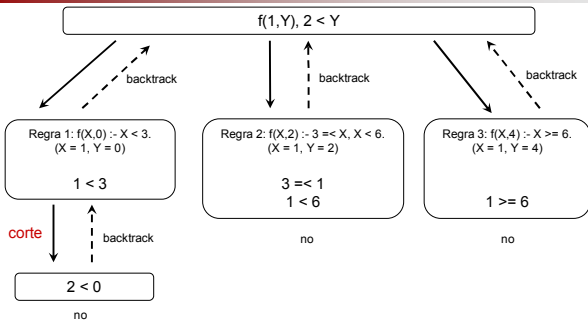 f(1,Y), 2 < Y
backtrack
backtrack
backtrack
Regra 1: f(X,0) :- X < 3.
(X = 1, Y = 0)
1 < 3
Regra 2: f(X,2) :- 3 =< X, X < 6.
(X = 1, Y = 2)
3 =< 1
1 < 6
Regra 3: f(X,4) :- X >= 6.
(X = 1, Y = 4)
1 >= 6
corte
backtrack
no
no
2 < 0
no